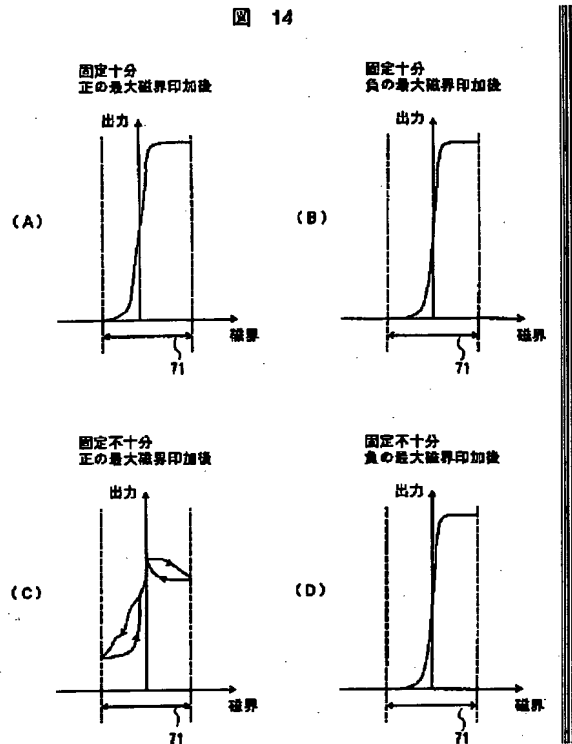 図 14
固定十分
正の最大磁界印加後
出力
(A)
磁界
71
固定十分
負の最大磁界印加後
出力
(B)
磁界
71
固定不十分
正の最大磁界印加後
出力
(C)
磁界
71
固定不十分
負の最大磁界印加後
出力
(D)
磁界
71